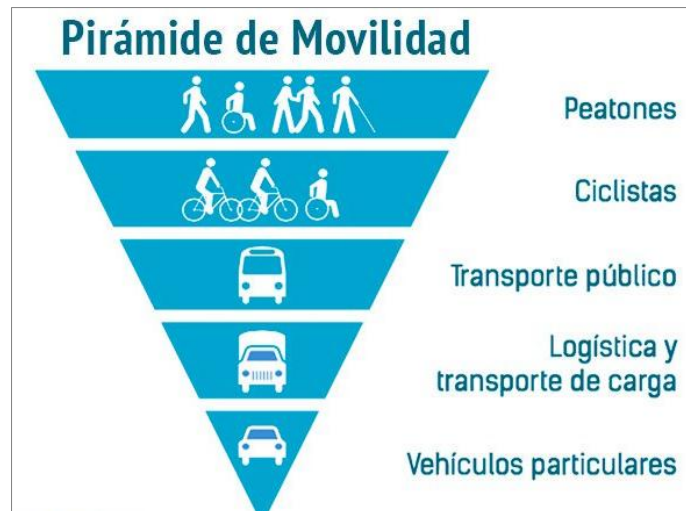 Pirámide de Movilidad
Peatones
Ciclistas
Transporte público
Logística y
transporte de carga
Vehículos particulares